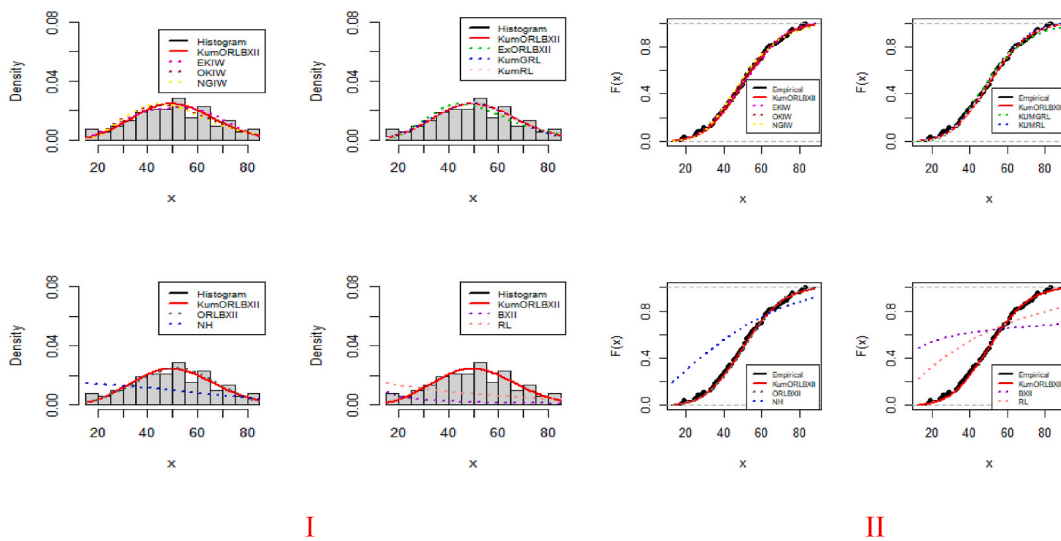 Density
0.00 0.04 0.08
Histogram
KumORLBXII
EKIW
OKIW
NGIW
20 40 60 80
x
Density
0.00 0.04 0.08
Histogram
KumORLBXII
ExORLBXII
KumGRL
KumRL
20 40 60 80
x
F(x)
0.0 0.4 0.8
Empirical
KumORLBXII
EKIW
OKIW
NGIW
20 40 60 80
x
F(x)
0.0 0.4 0.8
Empirical
KumORLBXII
KUMGRL
KUMRL
20 40 60 80
x
Density
0.00 0.04 0.08
Histogram
KumORLBXII
ORLBXII
NH
20 40 60 80
x
Density
0.00 0.04 0.08
Histogram
KumORLBXII
BXII
RL
20 40 60 80
x
F(x)
0.0 0.4 0.8
Empirical
KumORLBXII
ORLBXII
NH
20 40 60 80
x
F(x)
0.0 0.4 0.8
Empirical
KumORLBXII
BXII
RL
20 40 60 80
x
I
II